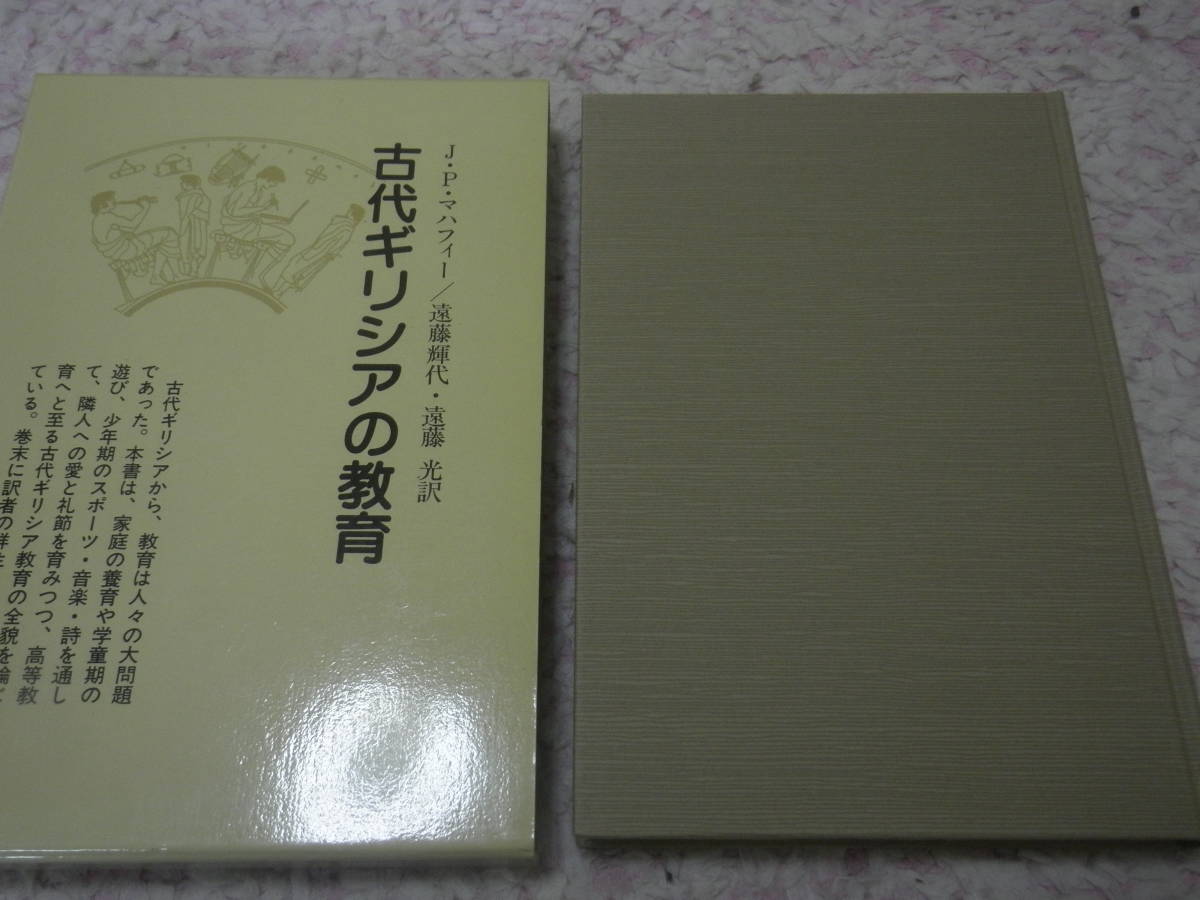 J・P・マハフィー/遠藤輝代・遠藤 光訳
古代ギリシアの教育
古代ギリシアから、教育は人々の大問題
であった。本書は、家庭の養育や学童期の
遊び、少年期のスポーツ・音楽・詩を通し
て、隣人への愛と礼節を育みつつ、高等教
育へと至る古代ギリシア教育の全貌を論じ
ている。巻末に訳者の詳